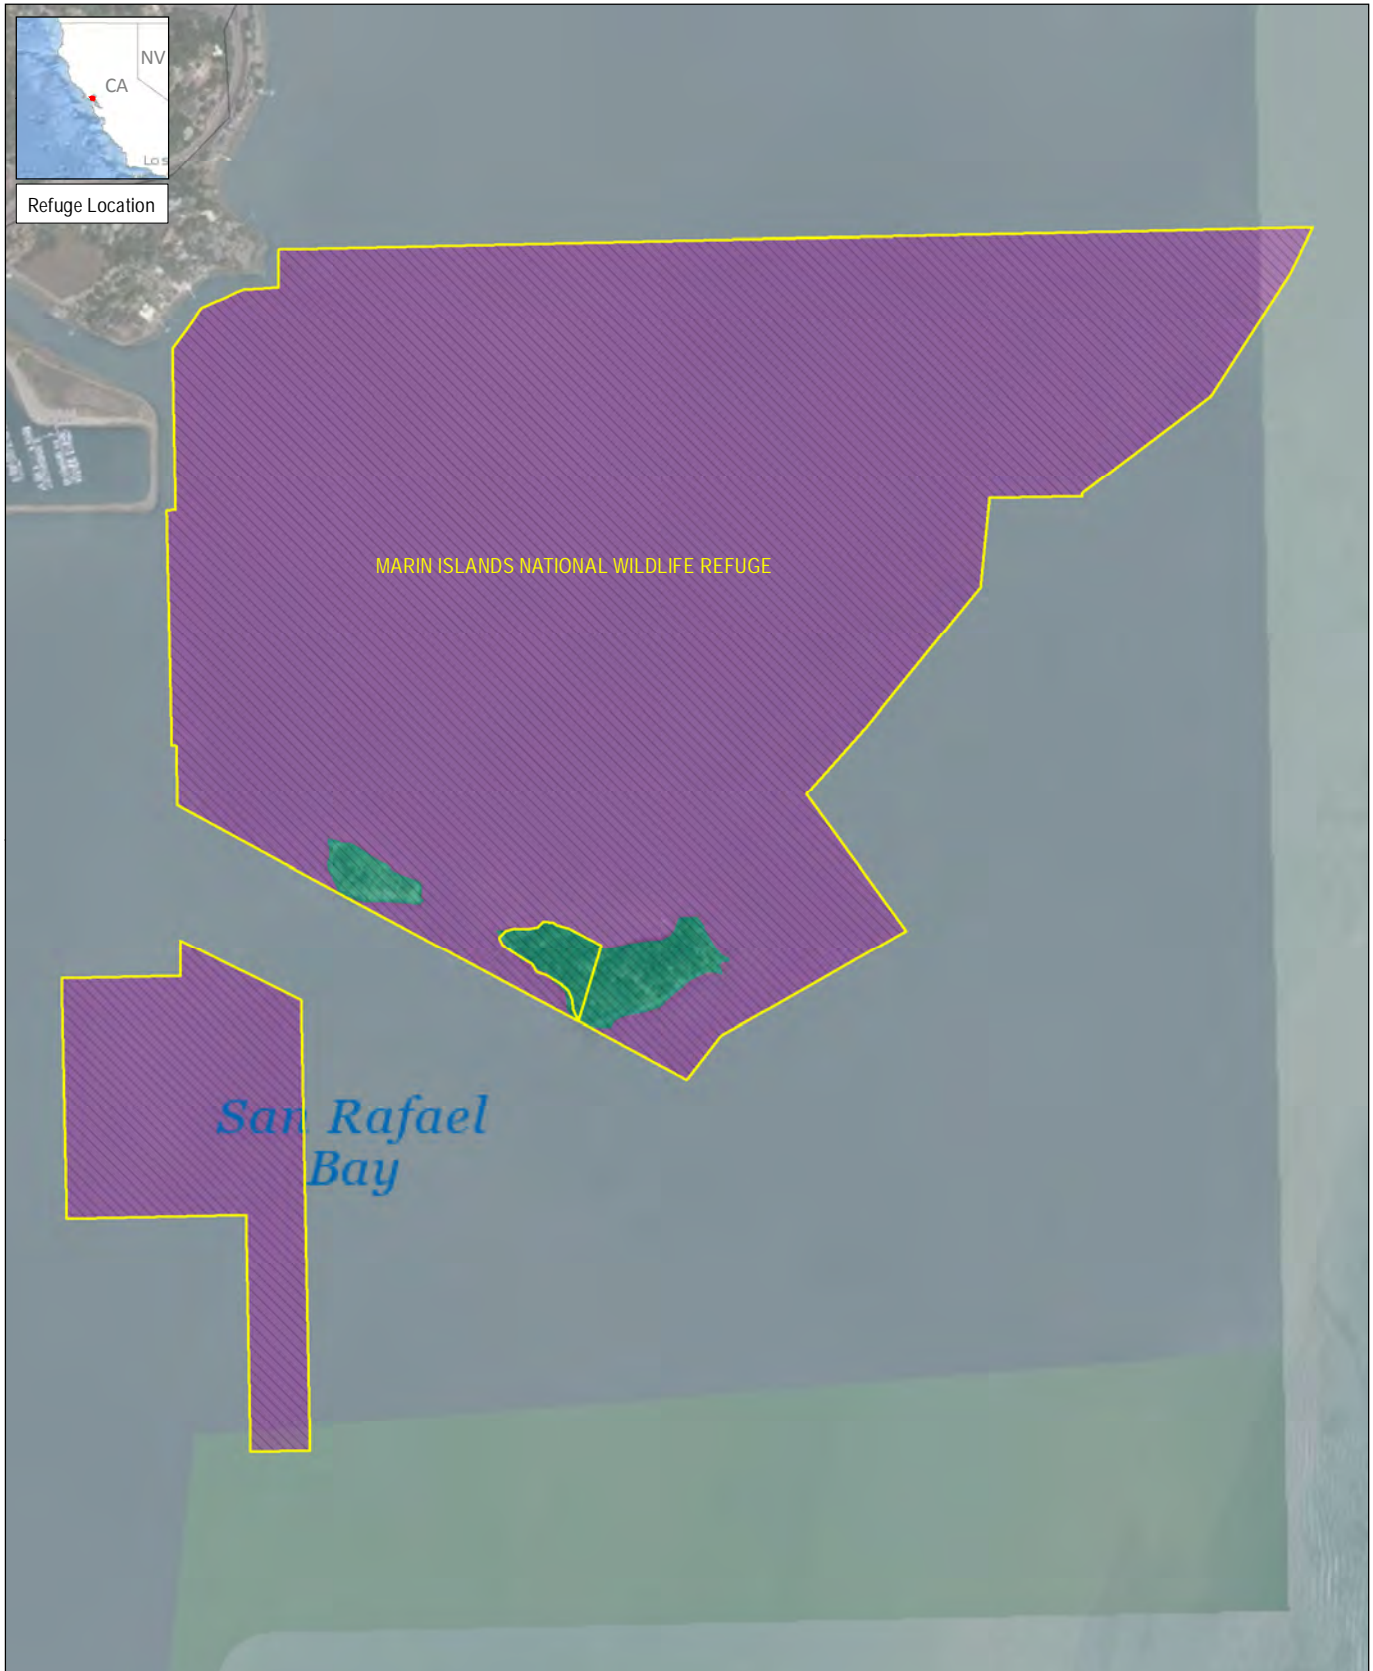 NV
CA
Los
Refuge Location
MARIN ISLANDS NATIONAL WILDLIFE REFUGE
San Rafael
Bay